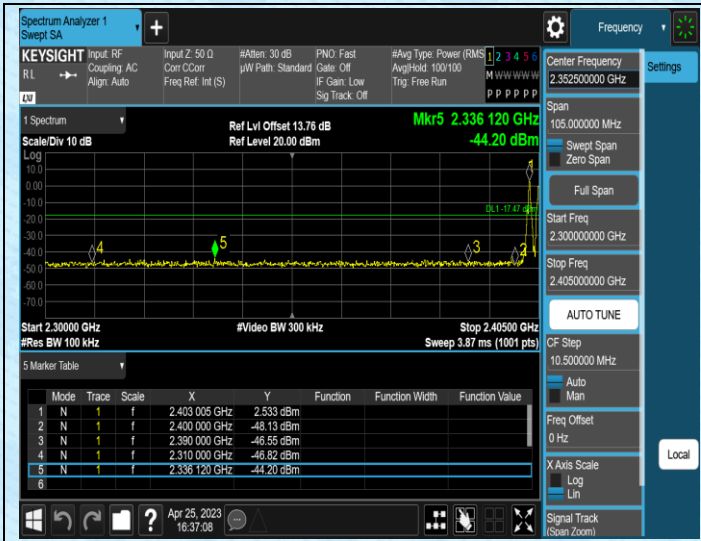 Spectrum Analyzer 1
Swept SA
+
Frequency
KEYSIGHT
RL
LXI
Input: RF
Coupling: AC
Align: Auto
Input Z: 50 Ω
Corr CCorr
Freq Ref: Int (S)
#Atten: 30 dB
µW Path: Standard
PNO: Fast
Gate: Off
IF Gain: Low
Sig Track: Off
#Avg Type: Power (RMS
Avg|Hold: 100/100
Trig: Free Run
1 2 3 4 5 6
M W W W W W
P P P P P P
1 Spectrum
Scale/Div 10 dB
Log
Ref Lvl Offset 13.76 dB
Ref Level 20.00 dBm
Mkr5 2.336 120 GHz
-44.20 dBm
10.0
0.00
-10.0
-20.0
-30.0
-40.0
-50.0
-60.0
-70.0
DL1 -17.47 dBm
1
4
5
3
2
Start 2.30000 GHz
#Video BW 300 kHz
Stop 2.40500 GHz
#Res BW 100 kHz
Sweep 3.87 ms (1001 pts)
5 Marker Table
Mode Trace Scale X Y Function Function Width Function Value
1 N 1 f 2.403 005 GHz 2.533 dBm
2 N 1 f 2.400 000 GHz -48.13 dBm
3 N 1 f 2.390 000 GHz -46.55 dBm
4 N 1 f 2.310 000 GHz -46.82 dBm
5 N 1 f 2.336 120 GHz -44.20 dBm
6
?
Apr 25, 2023
16:37:08
Center Frequency
2.352500000 GHz
Settings
Span
105.000000 MHz
Swept Span
Zero Span
Full Span
Start Freq
2.300000000 GHz
Stop Freq
2.405000000 GHz
AUTO TUNE
CF Step
10.500000 MHz
Auto
Man
Freq Offset
0 Hz
X Axis Scale
Log
Lin
Local
Signal Track
(Span Zoom)